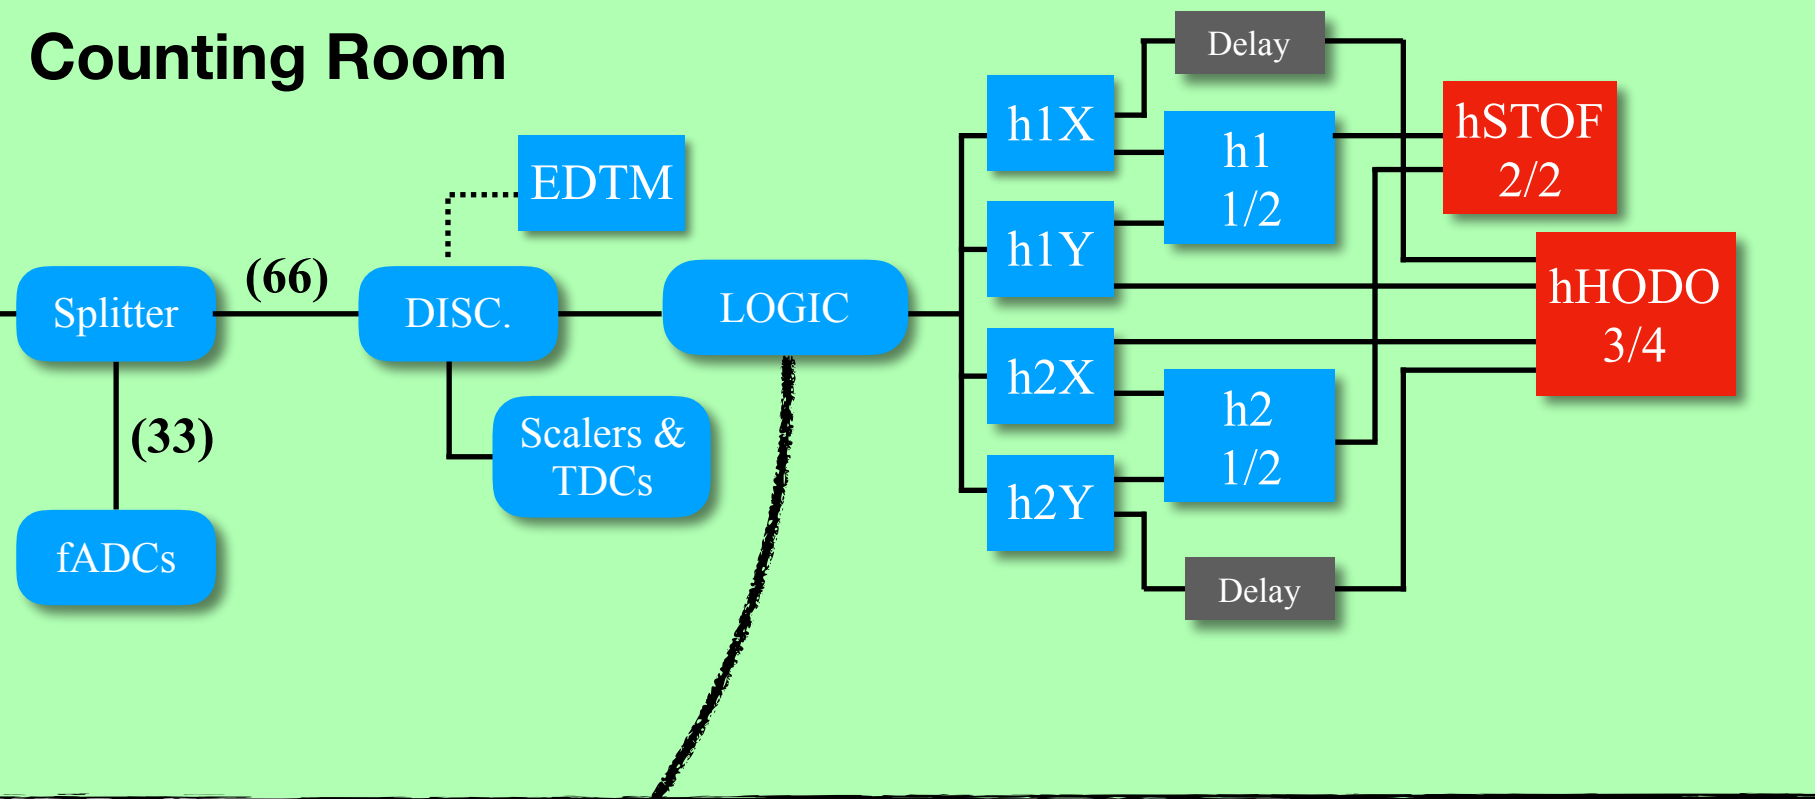 Counting Room
Delay
h1X
hSTOF
2/2
h1
1/2
EDTM
h1Y
(66)
hHODO
3/4
Splitter
DISC.
LOGIC
h2X
h2
1/2
(33)
Scalers &
TDCs
h2Y
fADCs
Delay